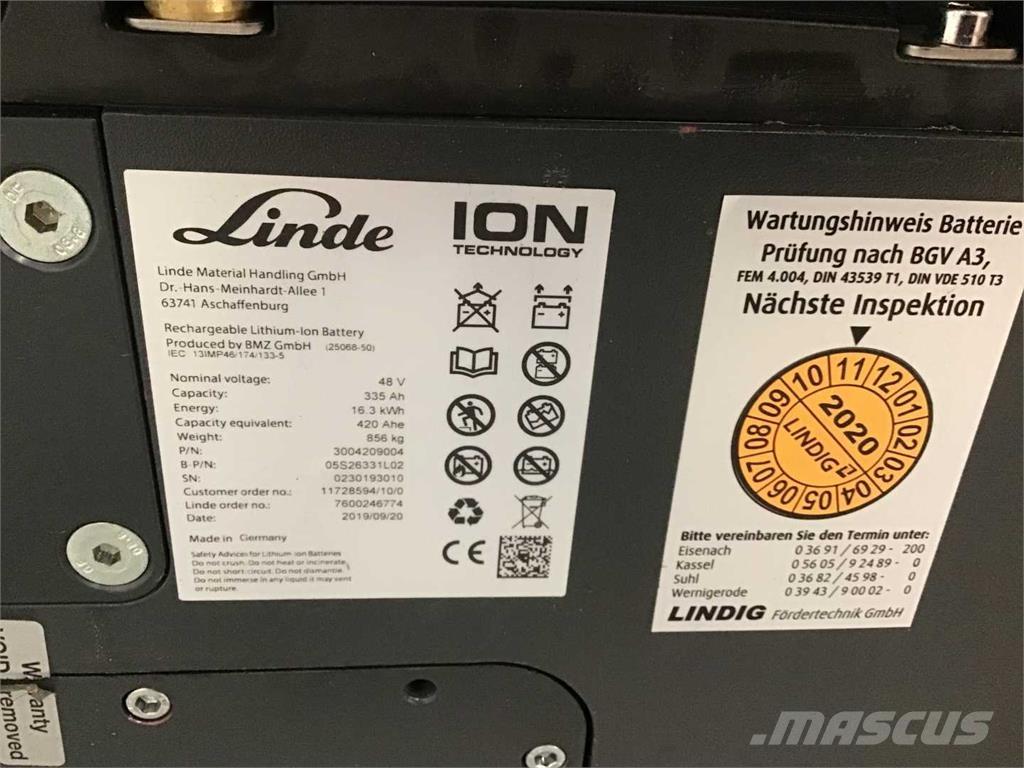 Linde
ION
TECHNOLOGY
Linde Material Handling GmbH
Dr.-Hans-Meinhardt-Allee 1
63741 Aschaffenburg
Rechargeable Lithium-Ion Battery
Produced by BMZ GmbH (25068-50)
IEC 13IMP46/174/133-5
Nominal voltage: 48 V
Capacity: 335 Ah
Energy: 16.3 kWh
Capacity equivalent: 420 Ahe
Weight: 856 kg
P/N: 3004209004
B-P/N: 05S26331L02
SN: 0230193010
Customer order no.: 11728594/10/0
Linde order no.: 7600246774
Date: 2019/09/20
Made in Germany
CE
Safety Advices for Lithium Ion Batteries
Do not crush. Do not heat or incinerate.
Do not short circuit. Do not dismantle.
Do not immerse in any liquid it may vent
or rupture.
Wartungshinweis Batterie
Prüfung nach BGV A3,
FEM 4.004, DIN 43539 T1, DIN VDE 510 T3
Nächste Inspektion
01 02 03 04 05 06 07 08 09 10 11 12
2020
LINDIG
Bitte vereinbaren Sie den Termin unter:
Eisenach 0 36 91 / 69 29 - 200
Kassel 0 56 05 / 9 24 89 - 0
Suhl 0 36 82 / 45 98 - 0
Wernigerode 0 39 43 / 9 00 02 - 0
LINDIG Fördertechnik GmbH
Warranty
VOID
removed
MASCUS